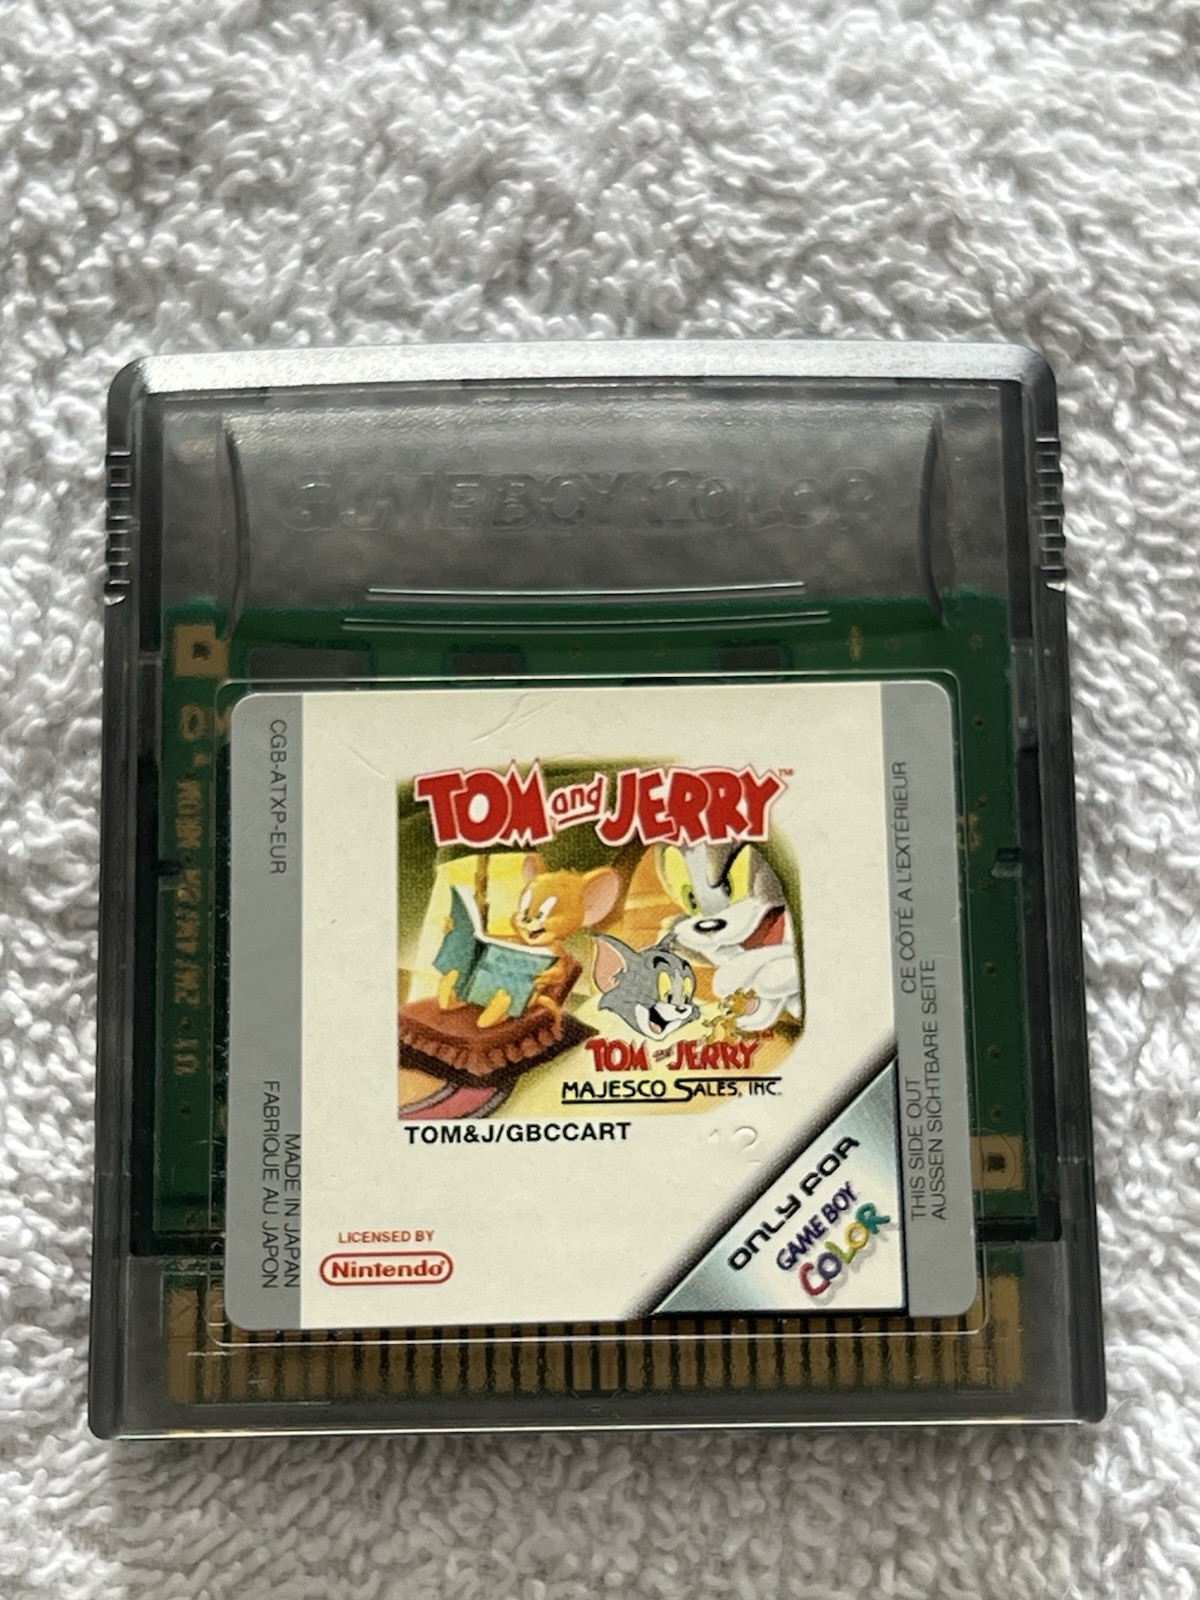 GAME BOY COLOR
CGB-ATXP-EUR
MADE IN JAPAN
FABRIQUE AU JAPON
TOM and JERRY™
TOM and JERRY
MAJESCO SALES, INC.
TOM&J/GBCCART
12
LICENSED BY
Nintendo®
ONLY FOR
GAME BOY
COLOR
CE CÔTÉ A L'EXTÉRIEUR
THIS SIDE OUT
AUSSEN SICHTBARE SEITE